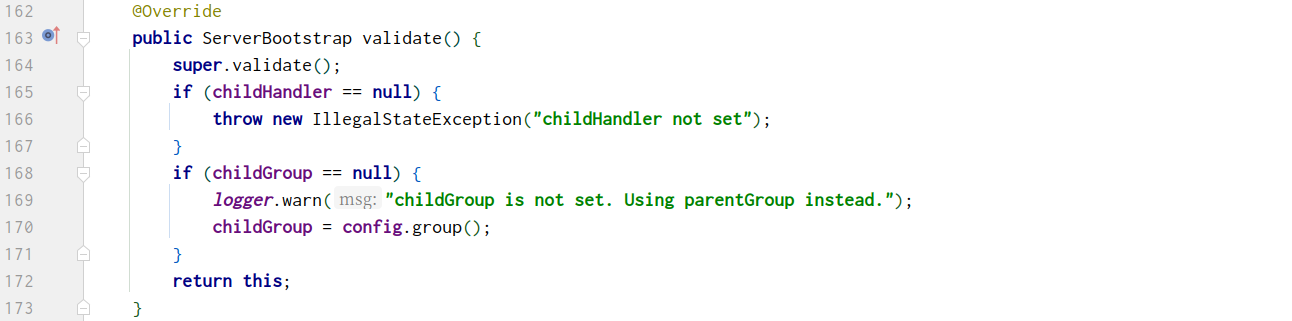 162 @Override
163 public ServerBootstrap validate() {
164 super.validate();
165 if (childHandler == null) {
166 throw new IllegalStateException("childHandler not set");
167 }
168 if (childGroup == null) {
169 logger.warn( msg: "childGroup is not set. Using parentGroup instead.");
170 childGroup = config.group();
171 }
172 return this;
173 }